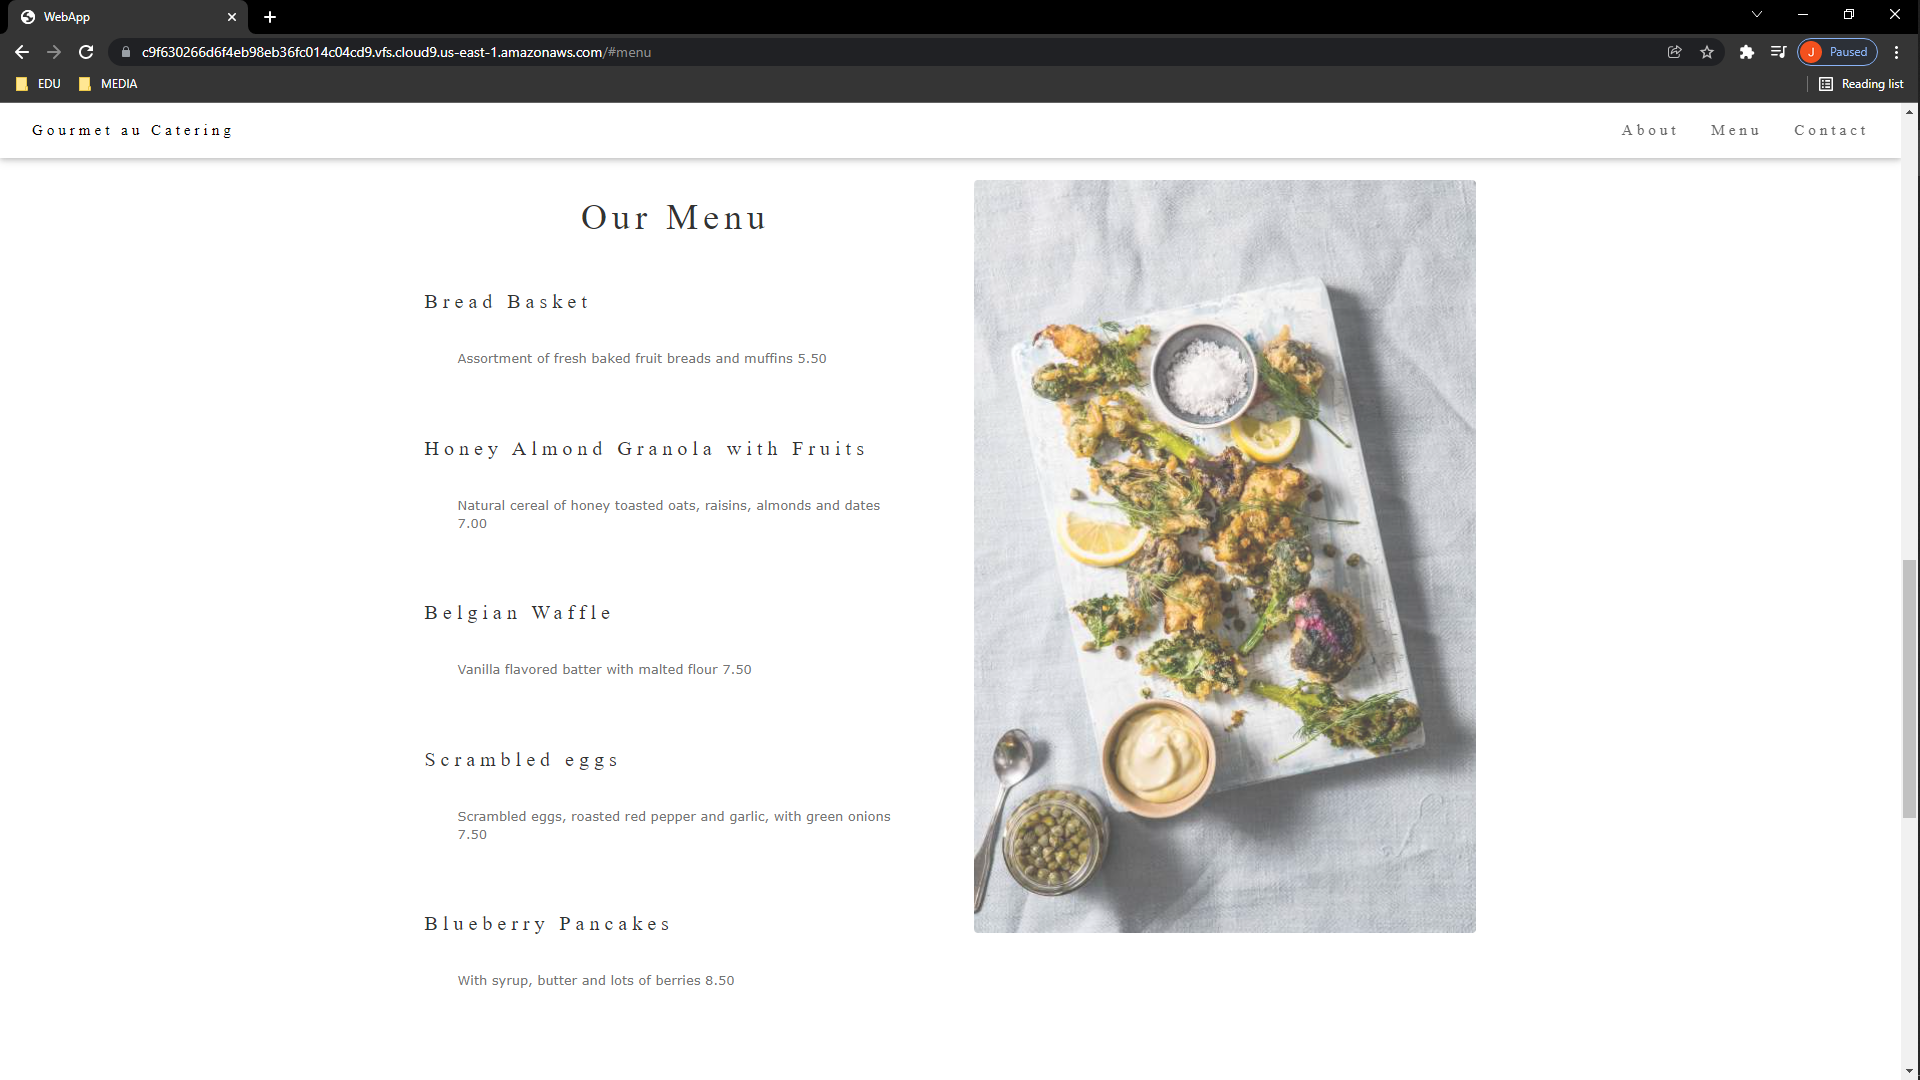 WebApp
c9f630266d6f4eb98eb36fc014c04cd9.vfs.cloud9.us-east-1.amazonaws.com/#menu
J Paused
EDU MEDIA
Reading list
Gourmet au Catering
About Menu Contact
Our Menu
Bread Basket
Assortment of fresh baked fruit breads and muffins 5.50
Honey Almond Granola with Fruits
Natural cereal of honey toasted oats, raisins, almonds and dates
7.00
Belgian Waffle
Vanilla flavored batter with malted flour 7.50
Scrambled eggs
Scrambled eggs, roasted red pepper and garlic, with green onions
7.50
Blueberry Pancakes
With syrup, butter and lots of berries 8.50